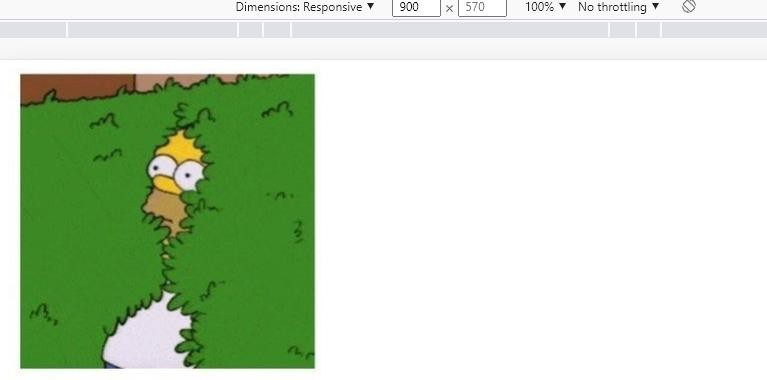 Dimensions: Responsive ▼ 900 x 570 100% ▼ No throttling ▼